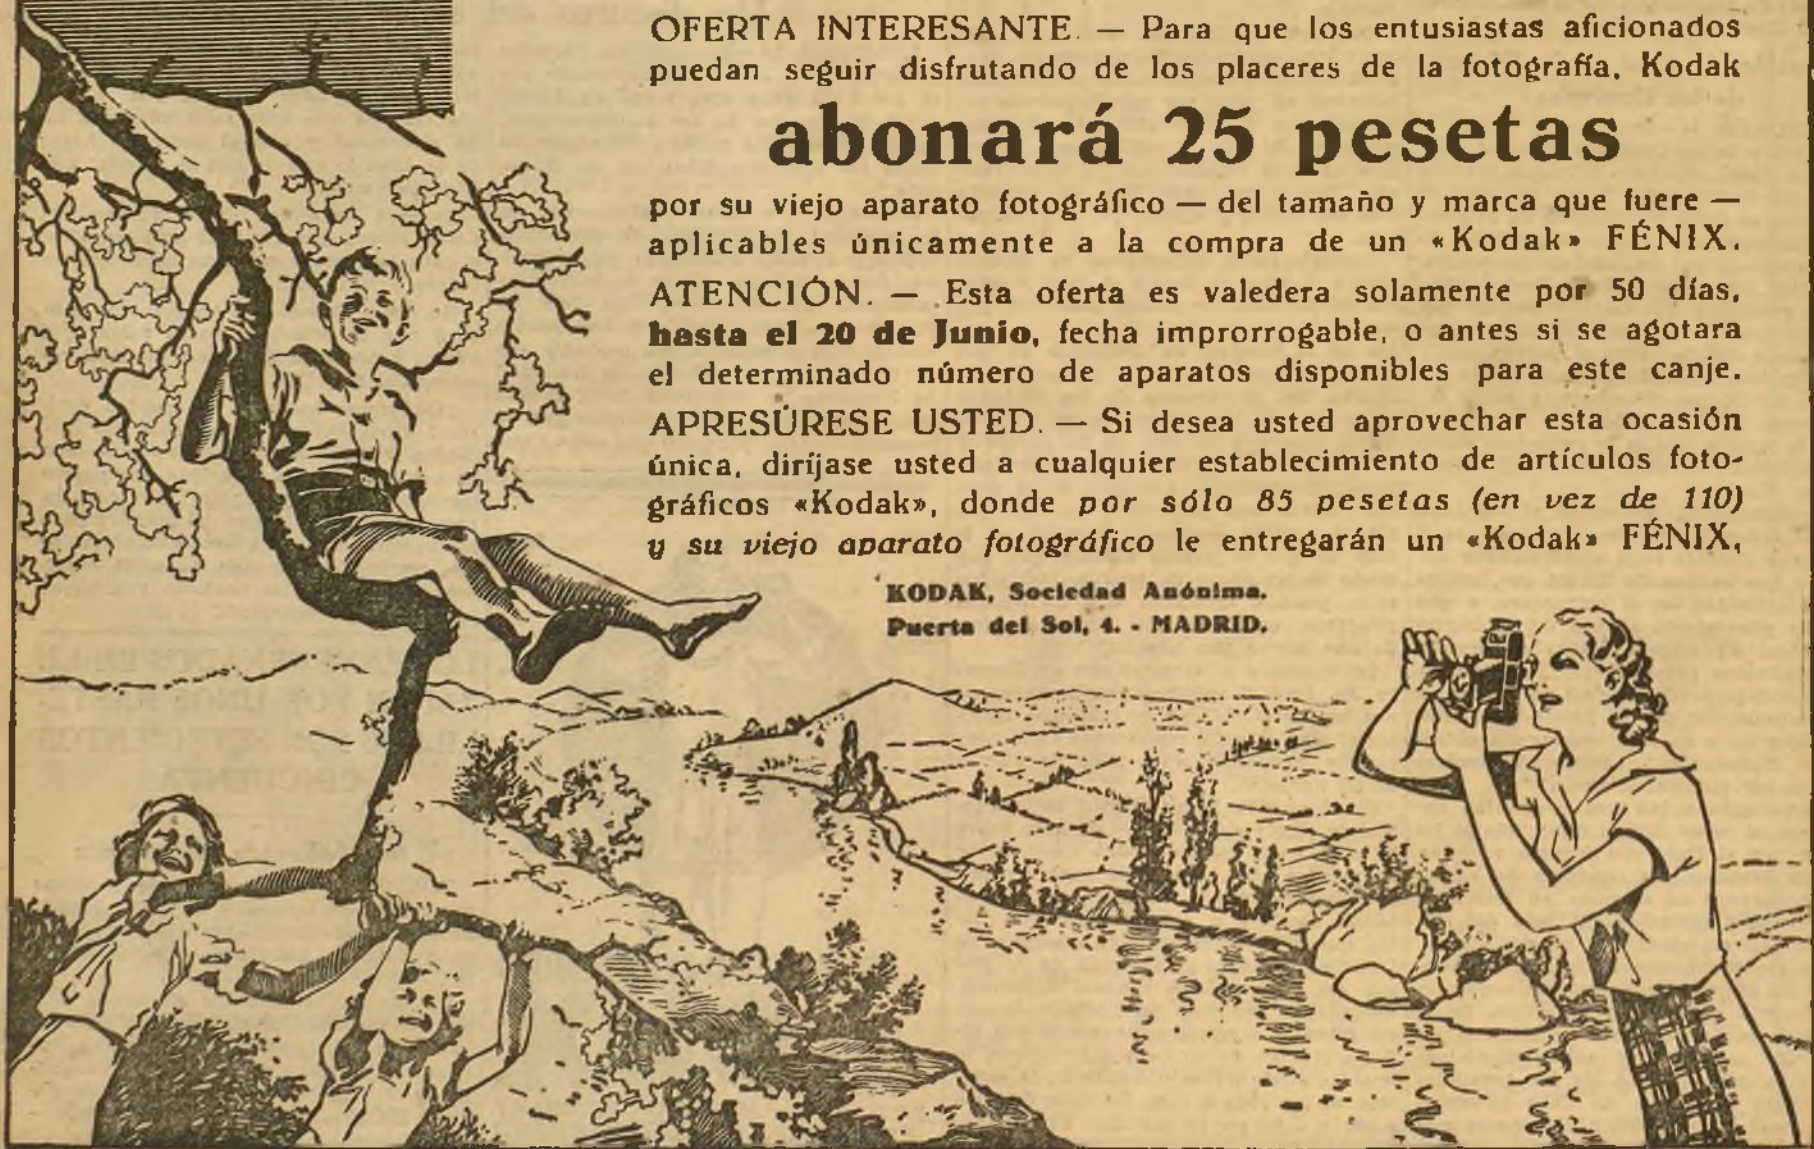 OFERTA INTERESANTE. — Para que los entusiastas aficionados
puedan seguir disfrutando de los placeres de la fotografía, Kodak
abonará 25 pesetas
por su viejo aparato fotográfico — del tamaño y marca que fuere —
aplicables únicamente a la compra de un «Kodak» FÉNIX.
ATENCIÓN. — Esta oferta es valedera solamente por 50 días,
hasta el 20 de Junio, fecha improrrogable, o antes si se agotara
el determinado número de aparatos disponibles para este canje.
APRESÚRESE USTED. — Si desea usted aprovechar esta ocasión
única, diríjase usted a cualquier establecimiento de artículos foto-
gráficos «Kodak», donde por sólo 85 pesetas (en vez de 110)
y su viejo aparato fotográfico le entregarán un «Kodak» FÉNIX,
KODAK, Sociedad Anónima.
Puerta del Sol, 4. - MADRID.